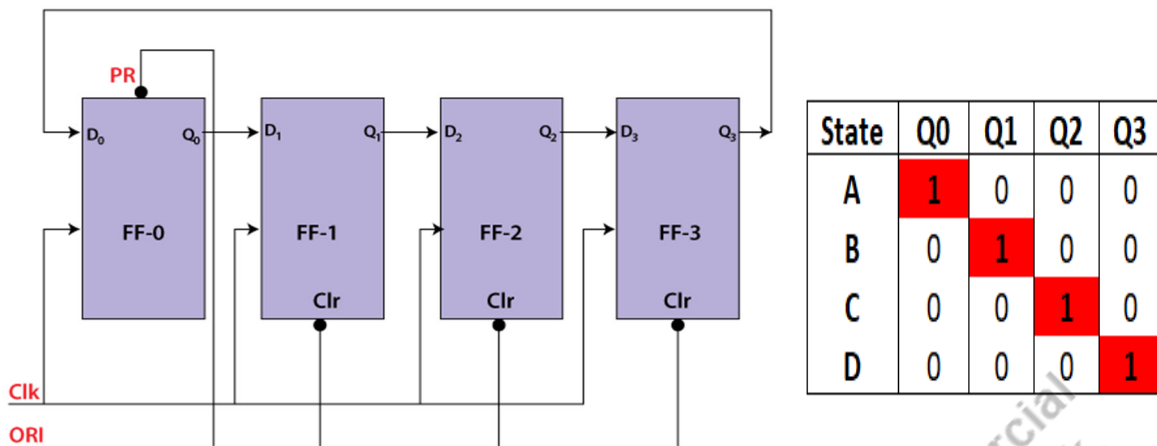 PR
D0 Q0 D1 Q1 D2 Q2 D3 Q3
FF-0 FF-1 FF-2 FF-3
Clr Clr Clr
Clk
ORI
State Q0 Q1 Q2 Q3
A 1 0 0 0
B 0 1 0 0
C 0 0 1 0
D 0 0 0 1